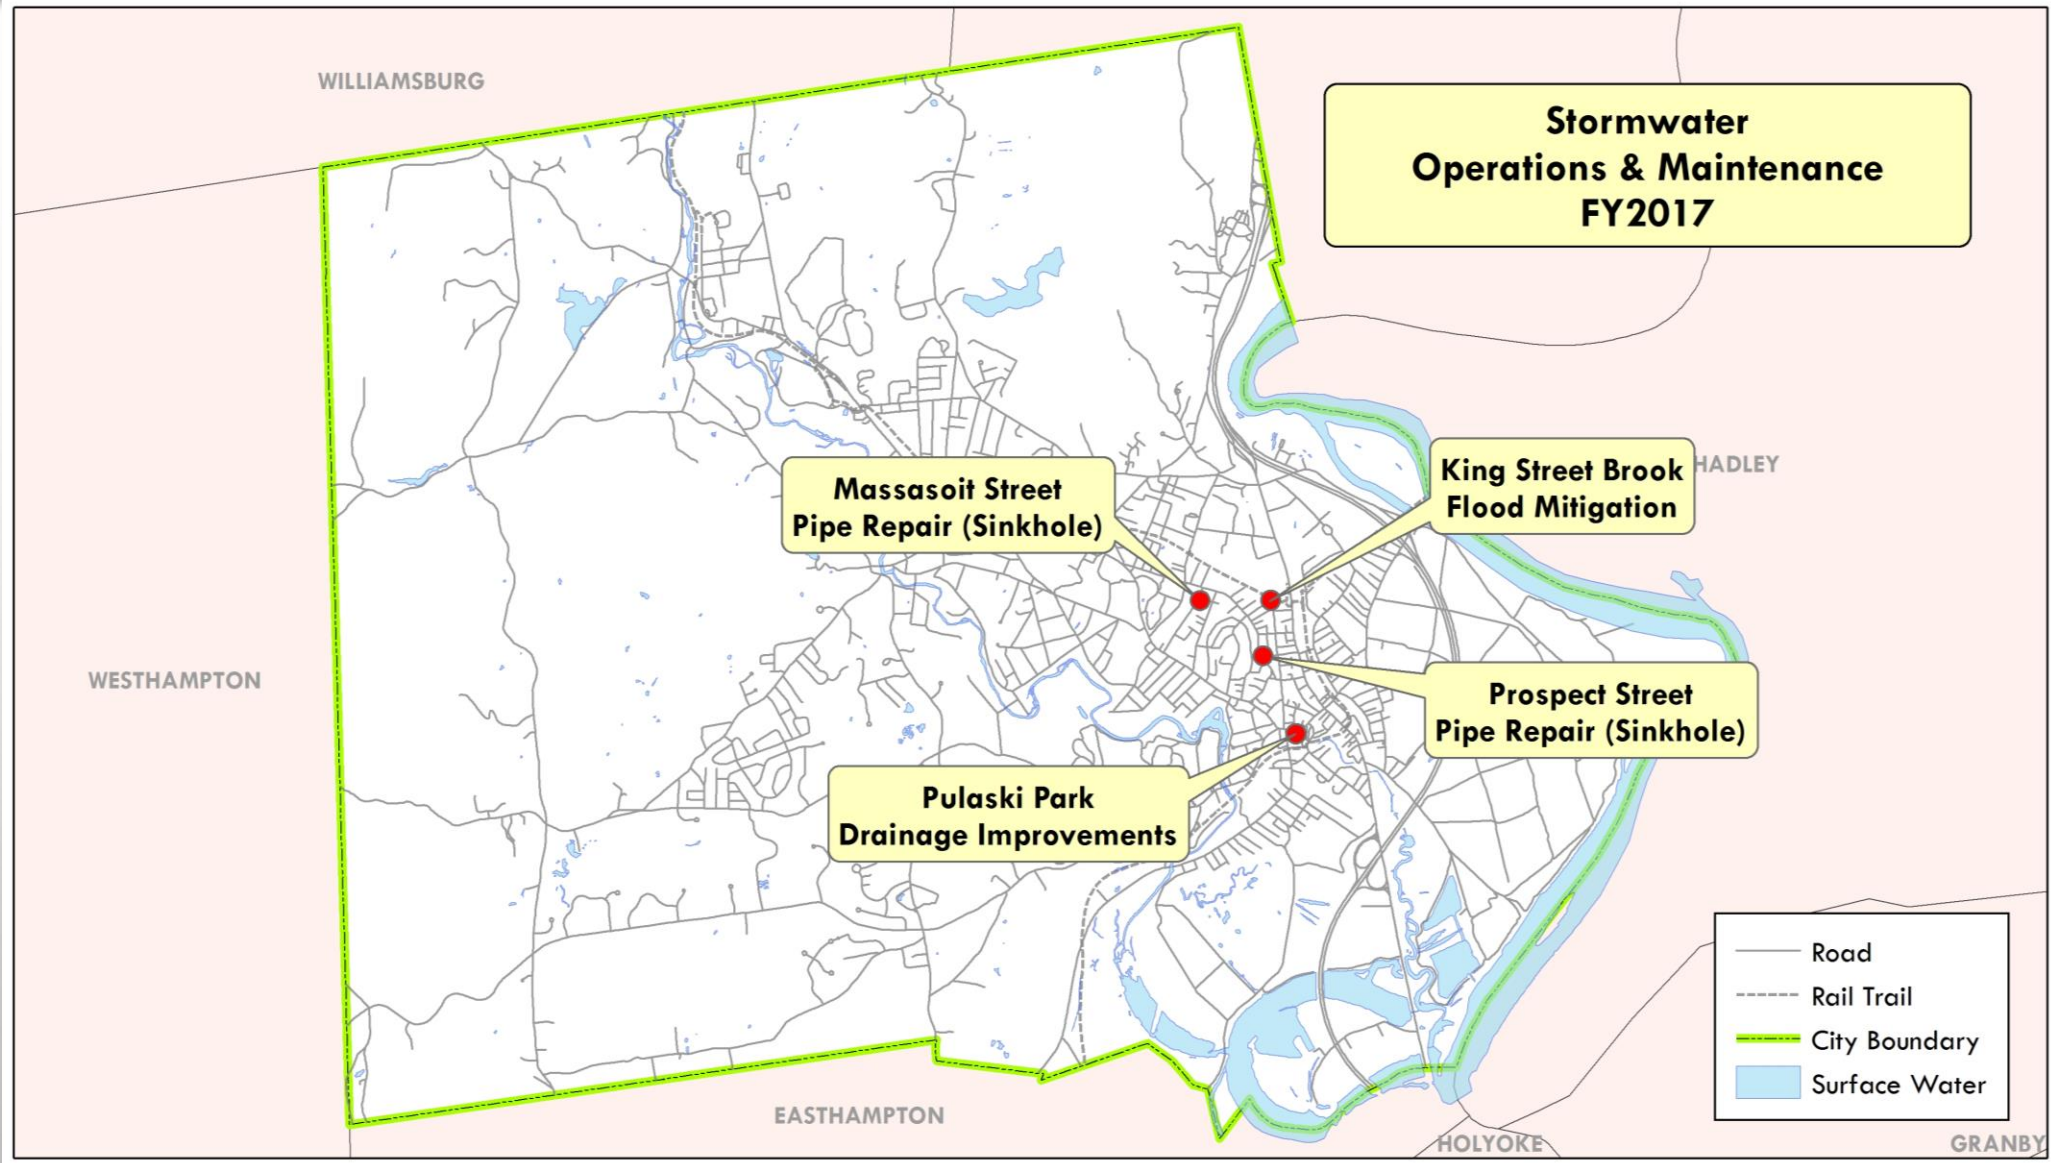 WILLIAMSBURG
Stormwater
Operations & Maintenance
FY2017
HADLEY
Massasoit Street
Pipe Repair (Sinkhole)
King Street Brook
Flood Mitigation
WESTHAMPTON
Prospect Street
Pipe Repair (Sinkhole)
Pulaski Park
Drainage Improvements
Road
Rail Trail
City Boundary
Surface Water
EASTHAMPTON
HOLYOKE
GRANBY